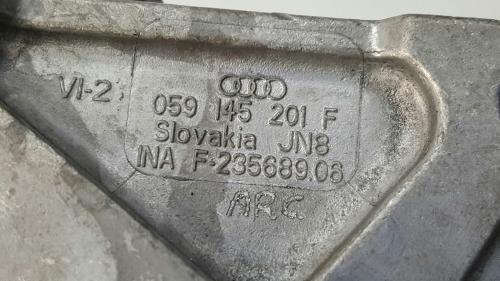 VI-2
059 145 201 F
Slovakia JN8
INA F-235689.06
ARC